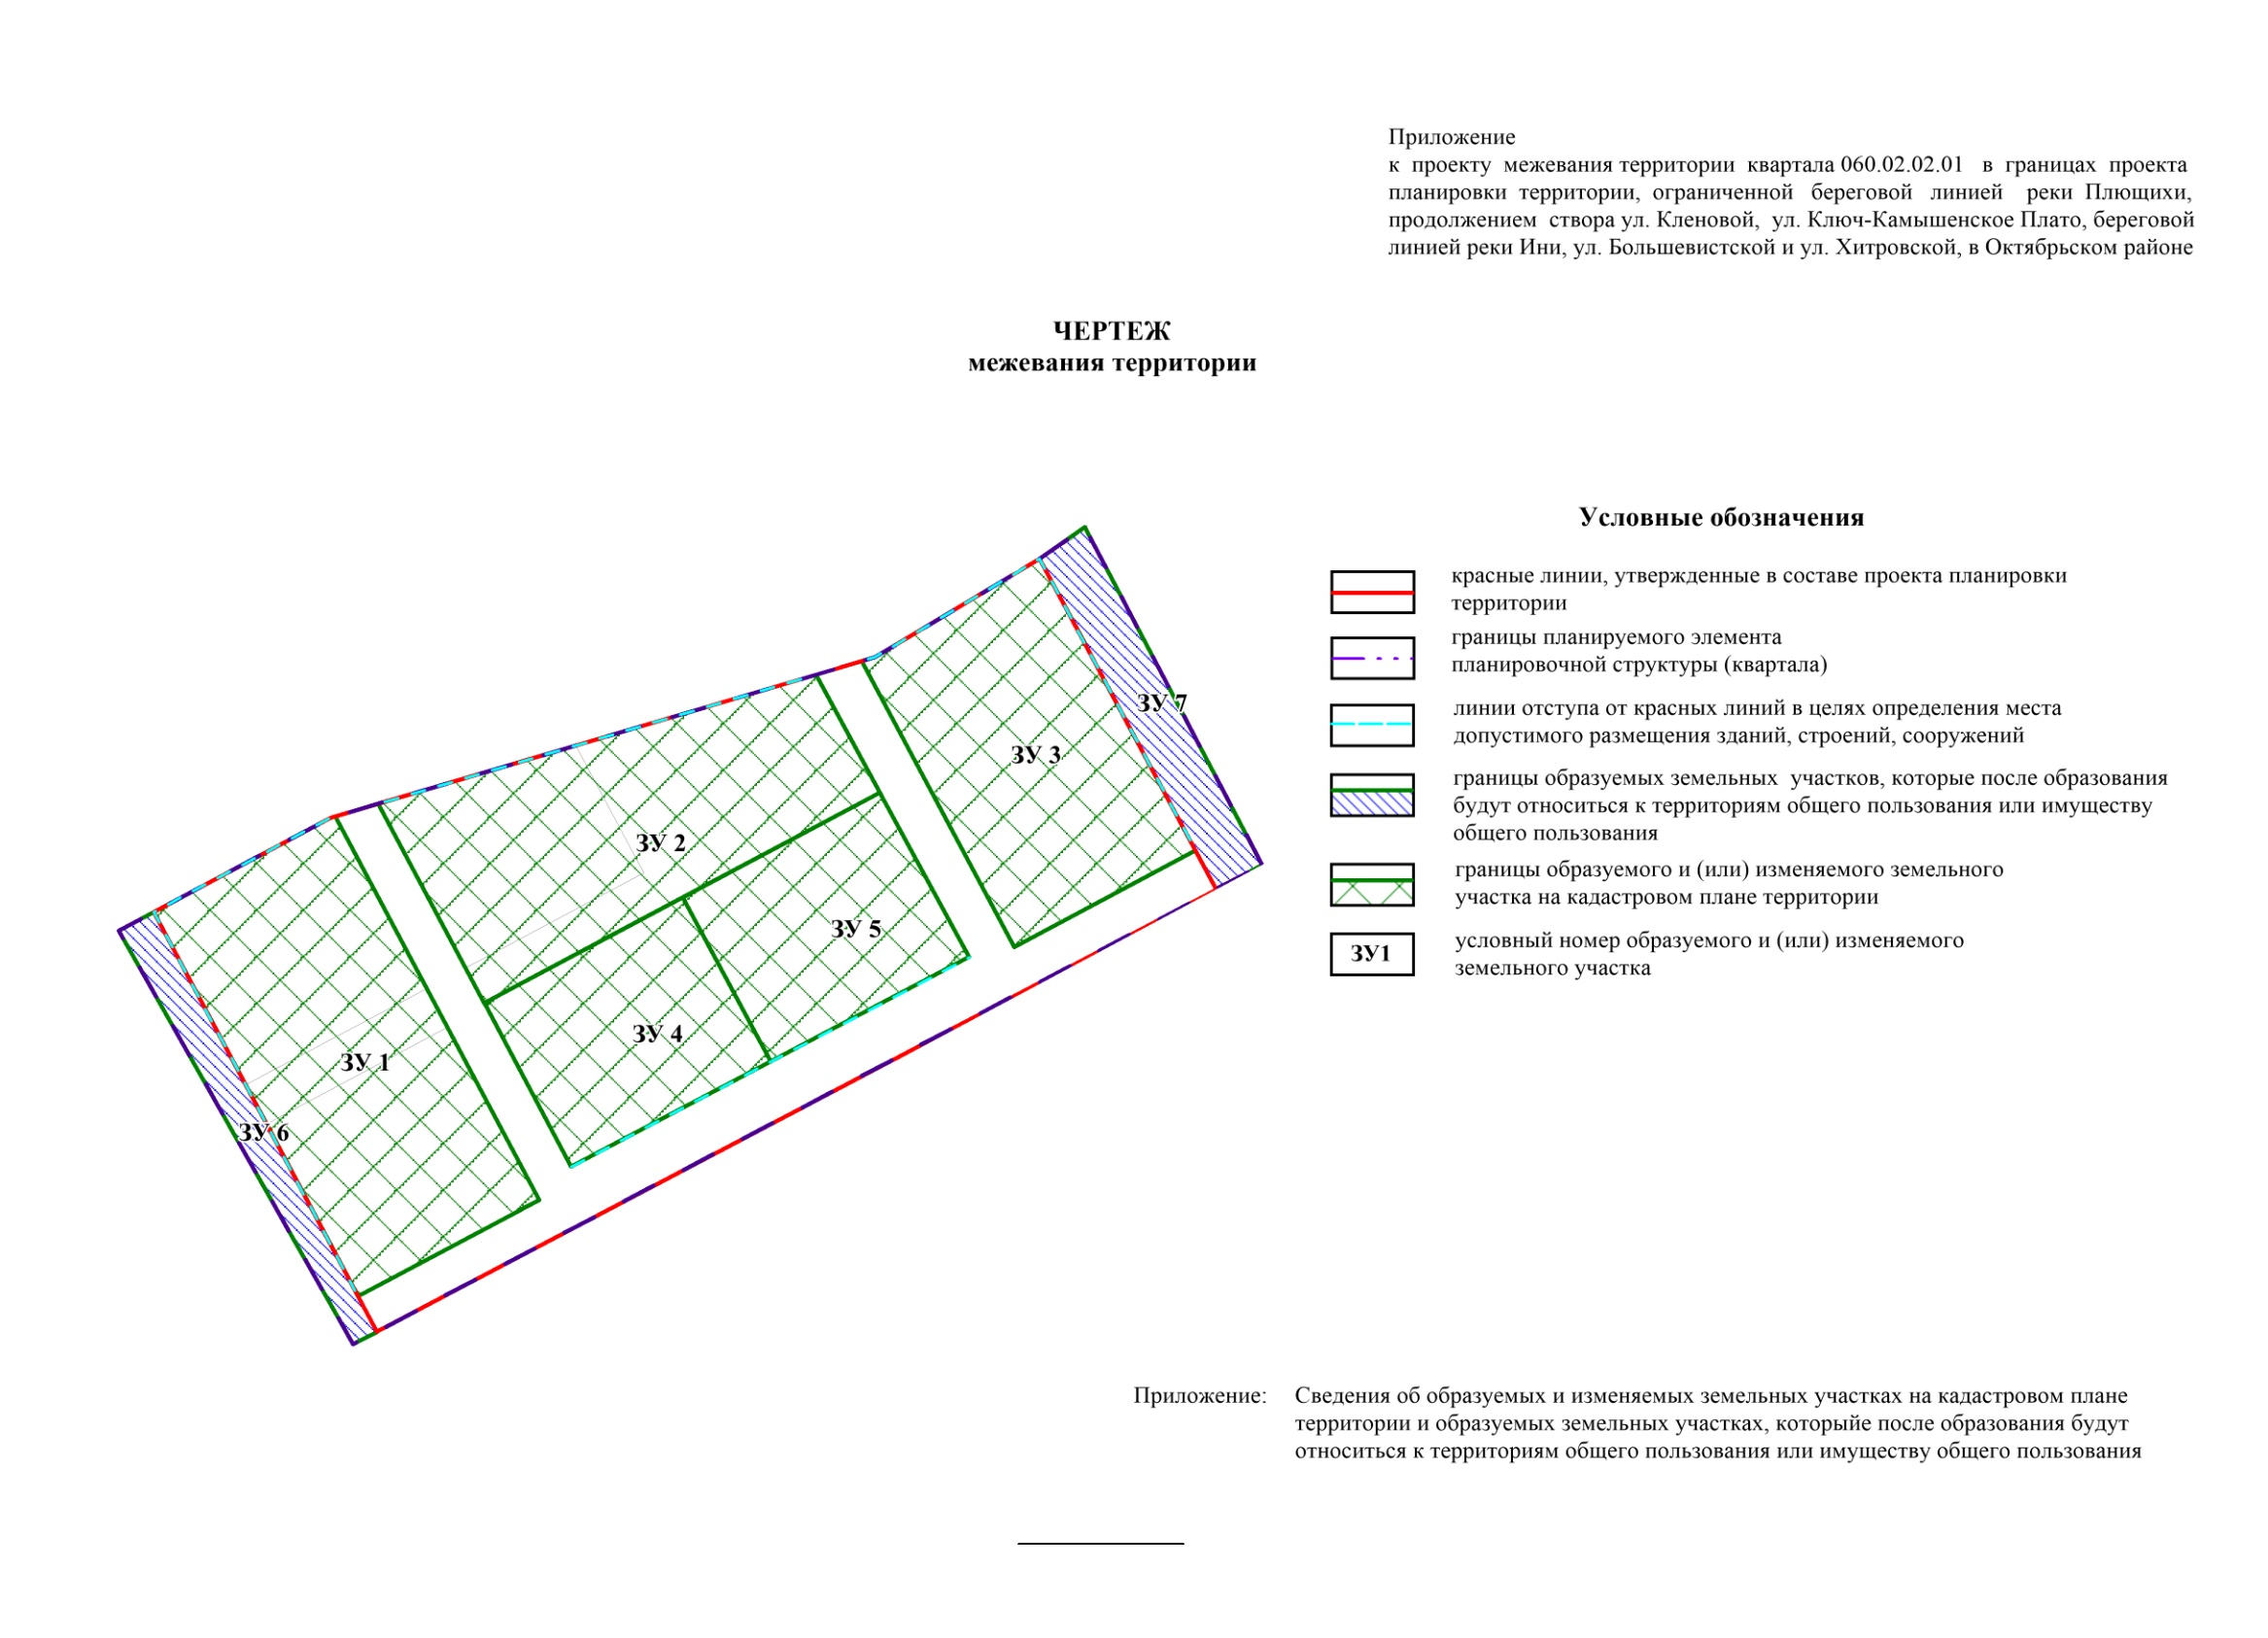 Приложение
к проекту межевания территории квартала 060.02.02.01 в границах проекта
планировки территории, ограниченной береговой линией реки Плющихи,
продолжением створа ул. Кленовой, ул. Ключ-Камышенское Плато, береговой
линией реки Ини, ул. Большевистской и ул. Хитровской, в Октябрьском районе
ЧЕРТЕЖ
межевания территории
Условные обозначения
красные линии, утвержденные в составе проекта планировки
территории
границы планируемого элемента
планировочной структуры (квартала)
линии отступа от красных линий в целях определения места
допустимого размещения зданий, строений, сооружений
границы образуемых земельных участков, которые после образования
будут относиться к территориям общего пользования или имуществу
общего пользования
границы образуемого и (или) изменяемого земельного
участка на кадастровом плане территории
ЗУ1
условный номер образуемого и (или) изменяемого
земельного участка
ЗУ 7
ЗУ 3
ЗУ 2
ЗУ 5
ЗУ 4
ЗУ 1
ЗУ 6
Приложение: Сведения об образуемых и изменяемых земельных участках на кадастровом плане
территории и образуемых земельных участках, которыйе после образования будут
относиться к территориям общего пользования или имуществу общего пользования